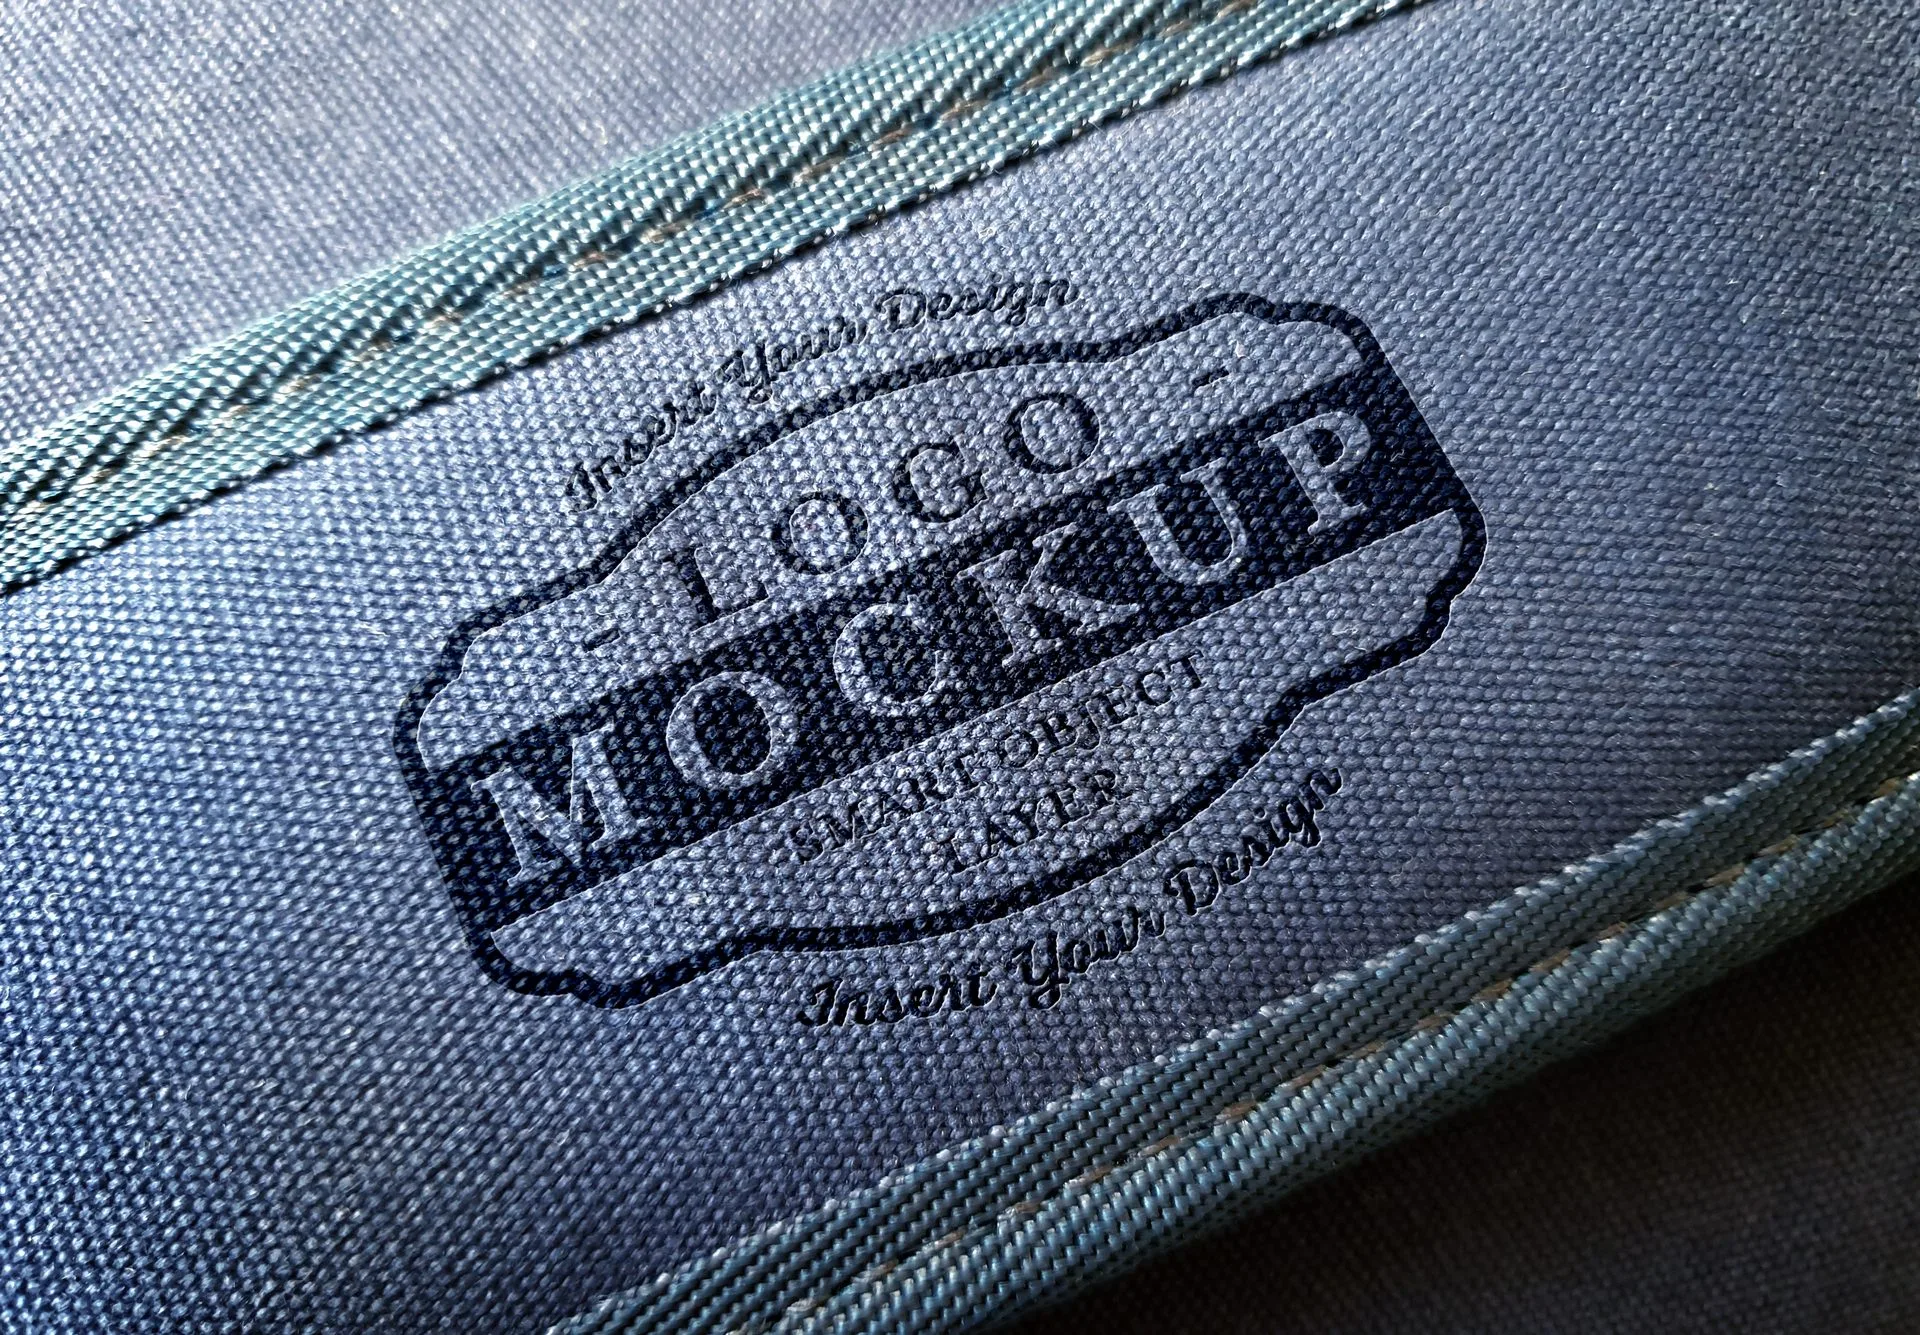 Insert Your Design
- LOGO -
MOCKUP
SMART OBJECT
LAYER
Insert Your Design